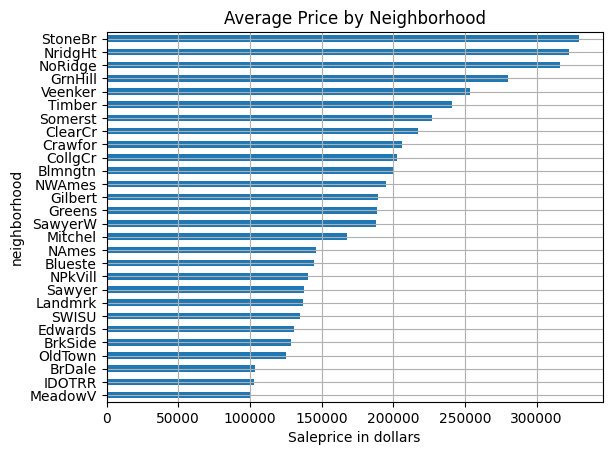 Average Price by Neighborhood
StoneBr
NridgHt
NoRidge
GrnHill
Veenker
Timber
Somerst
ClearCr
Crawfor
CollgCr
Blmngtn
NWAmes
Gilbert
Greens
SawyerW
Mitchel
NAmes
Blueste
NPkVill
Sawyer
Landmrk
SWISU
Edwards
BrkSide
OldTown
BrDale
IDOTRR
MeadowV
neighborhood
0 50000 100000 150000 200000 250000 300000
Saleprice in dollars